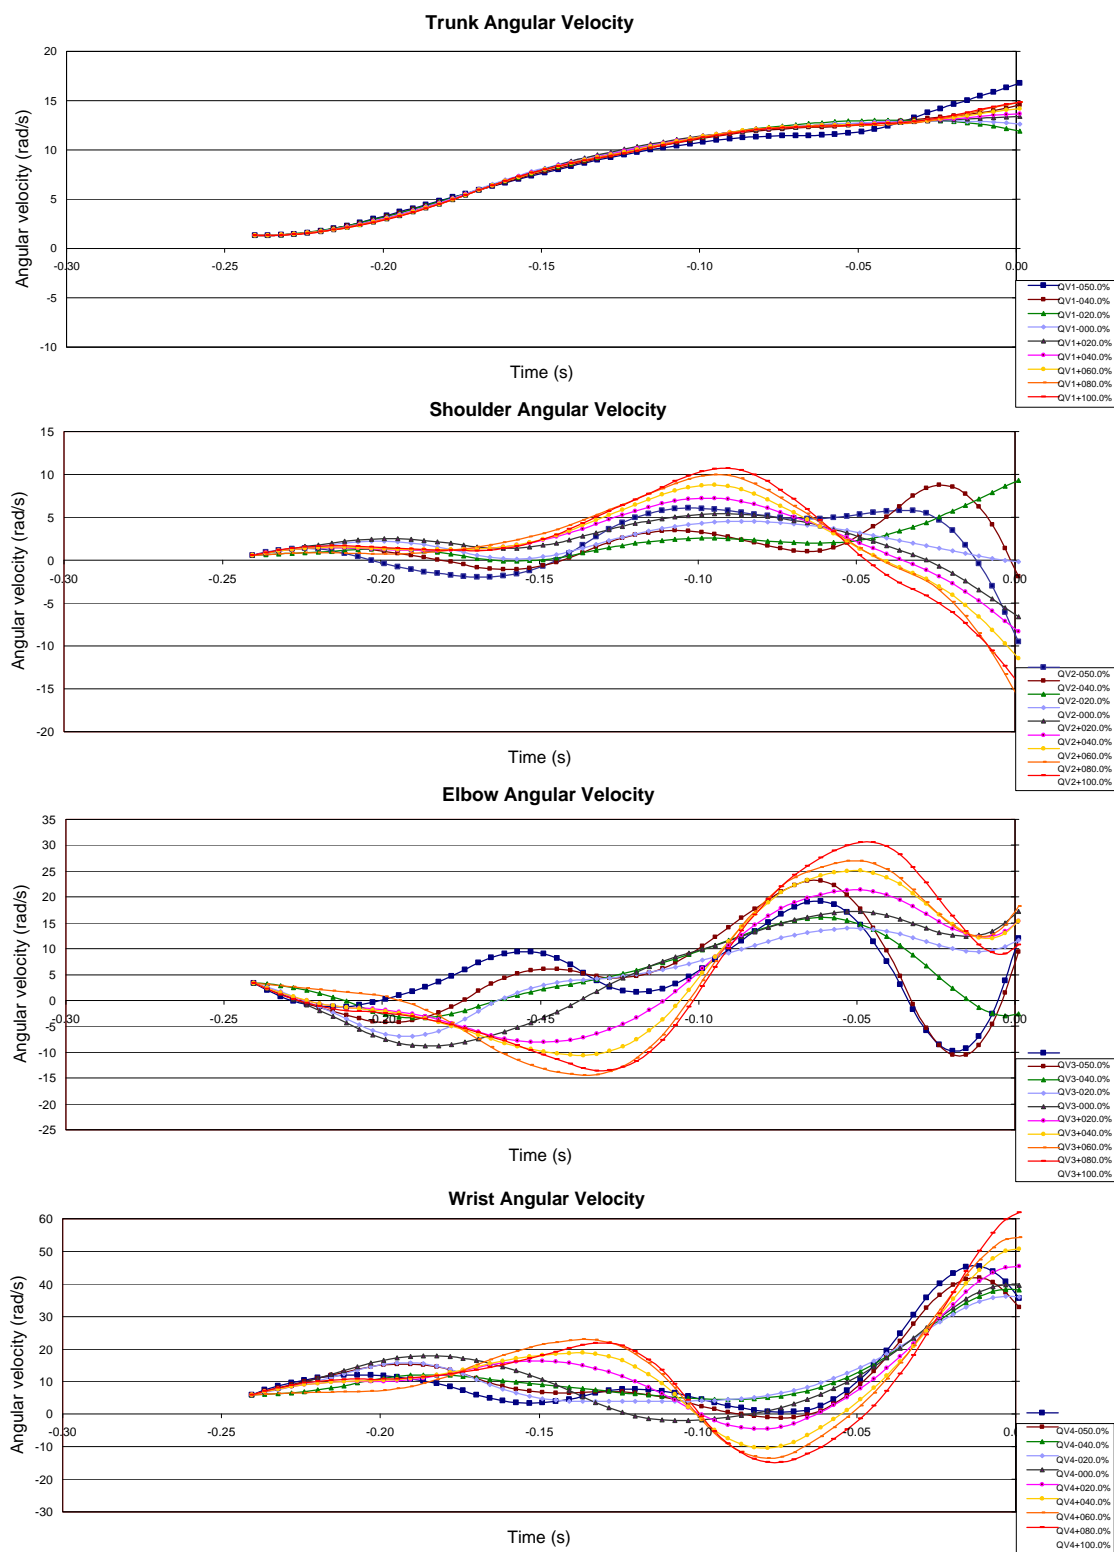 Trunk Angular Velocity
20
15
10
5
0
-5
-10
-0.30
-0.25
-0.20
-0.15
-0.10
-0.05
0.00
Angular velocity (rad/s)
Time (s)
QV1-050.0%
QV1-040.0%
QV1-020.0%
QV1-000.0%
QV1+020.0%
QV1+040.0%
QV1+060.0%
QV1+080.0%
QV1+100.0%
Shoulder Angular Velocity
15
10
5
0
-5
-10
-15
-20
-0.30
-0.25
-0.20
-0.15
-0.10
-0.05
0.00
Angular velocity (rad/s)
Time (s)
QV2-050.0%
QV2-040.0%
QV2-020.0%
QV2-000.0%
QV2+020.0%
QV2+040.0%
QV2+060.0%
QV2+080.0%
QV2+100.0%
Elbow Angular Velocity
35
30
25
20
15
10
5
0
-5
-10
-15
-20
-25
-0.30
-0.25
-0.20
-0.15
-0.10
-0.05
0.00
Angular velocity (rad/s)
Time (s)
QV3-050.0%
QV3-040.0%
QV3-020.0%
QV3-000.0%
QV3+020.0%
QV3+040.0%
QV3+060.0%
QV3+080.0%
QV3+100.0%
Wrist Angular Velocity
60
50
40
30
20
10
0
-10
-20
-30
-0.30
-0.25
-0.20
-0.15
-0.10
-0.05
0.00
Angular velocity (rad/s)
Time (s)
QV4-050.0%
QV4-040.0%
QV4-020.0%
QV4-000.0%
QV4+020.0%
QV4+040.0%
QV4+060.0%
QV4+080.0%
QV4+100.0%